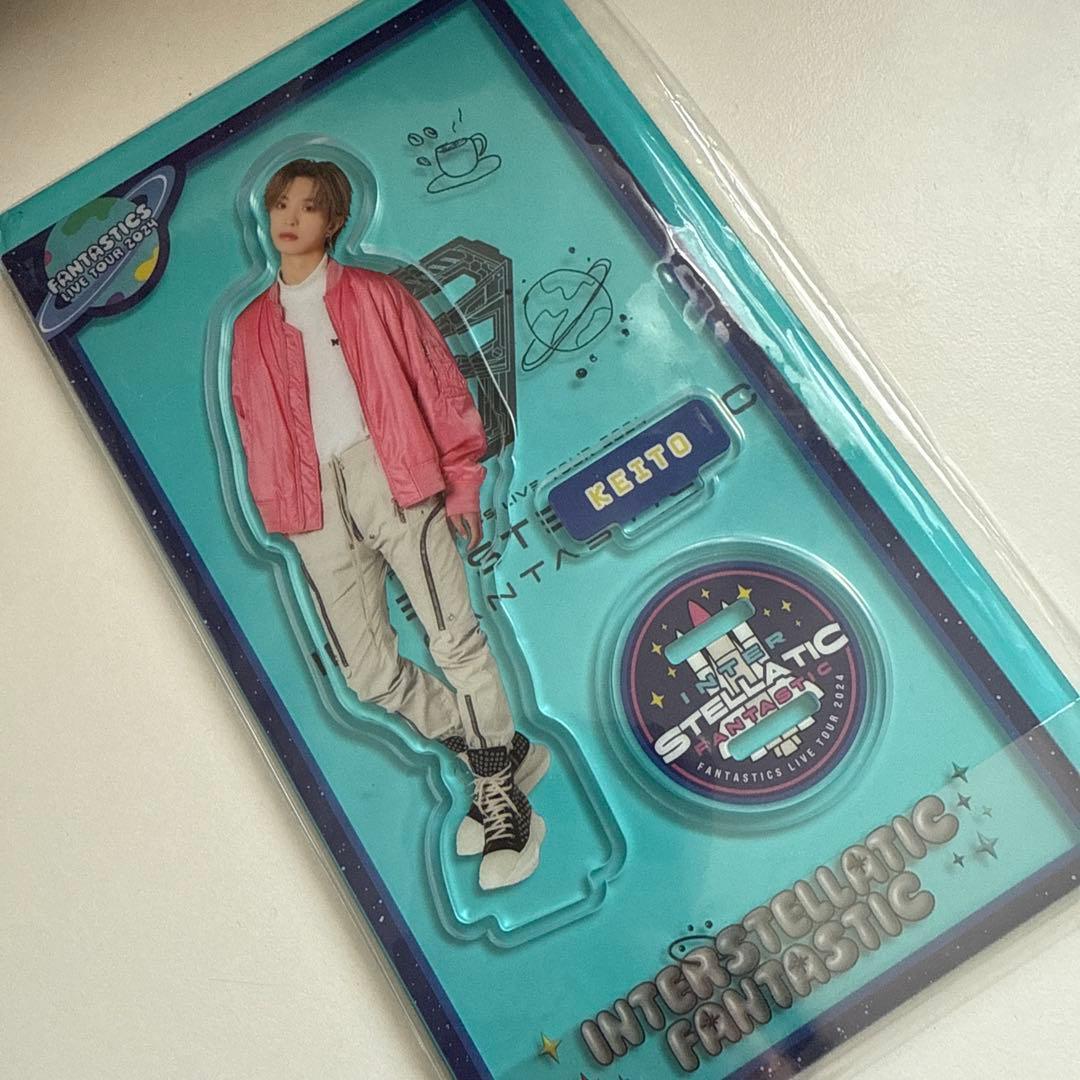 FANTASTICS
LIVE TOUR 2024
KEITO
INTER
STELLATIC
FANTASTIC
FANTASTICS LIVE TOUR 2024
INTERSTELLATIC
FANTASTIC